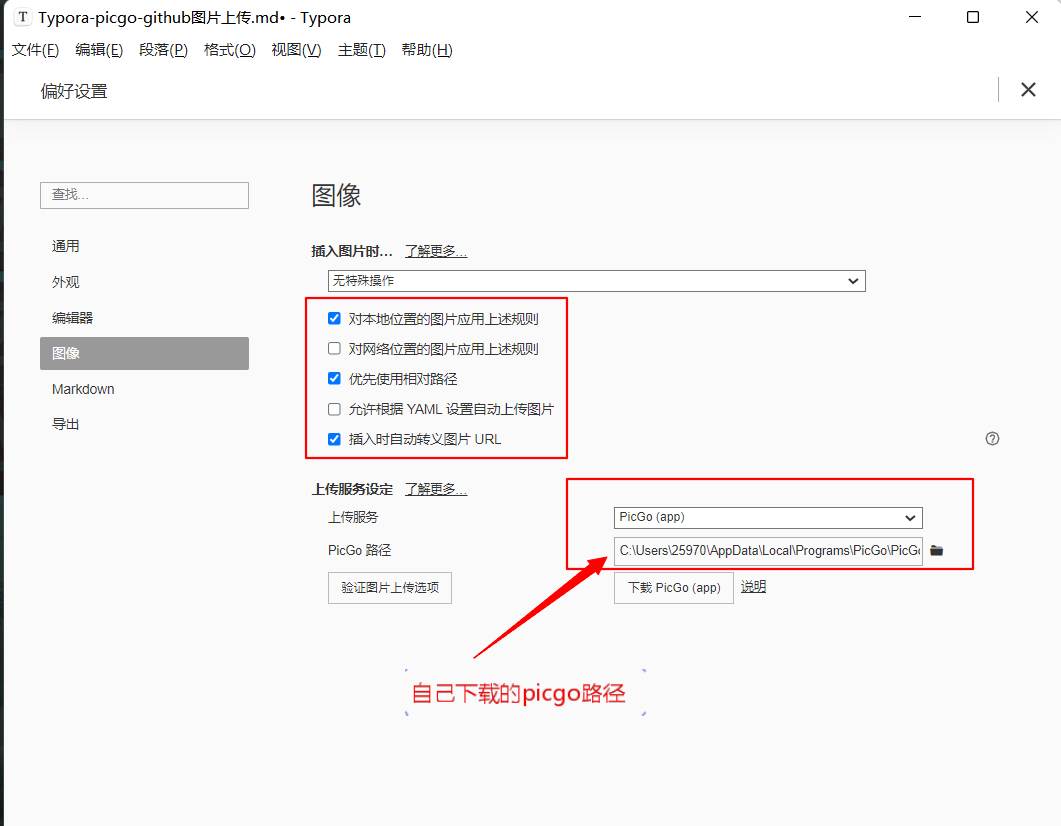 Typora-picgo-github图片上传.md• - Typora
文件(F) 编辑(E) 段落(P) 格式(O) 视图(V) 主题(T) 帮助(H)
偏好设置
查找...
通用
外观
编辑器
图像
Markdown
导出
图像
插入图片时... 了解更多...
无特殊操作
对本地位置的图片应用上述规则
对网络位置的图片应用上述规则
优先使用相对路径
允许根据 YAML 设置自动上传图片
插入时自动转义图片 URL
上传服务设定 了解更多...
上传服务 PicGo (app)
PicGo 路径 C:\Users\25970\AppData\Local\Programs\PicGo\PicGo
验证图片上传选项 下载 PicGo (app) 说明
自己下载的picgo路径